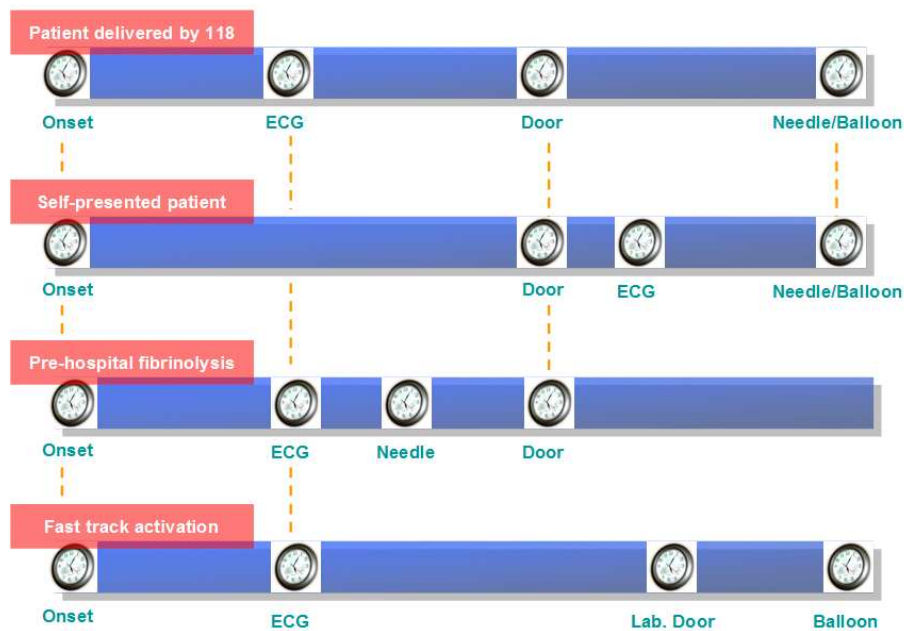 Patient delivered by 118
Onset ECG Door Needle/Balloon
Self-presented patient
Onset Door ECG Needle/Balloon
Pre-hospital fibrinolysis
Onset ECG Needle Door
Fast track activation
Onset ECG Lab. Door Balloon